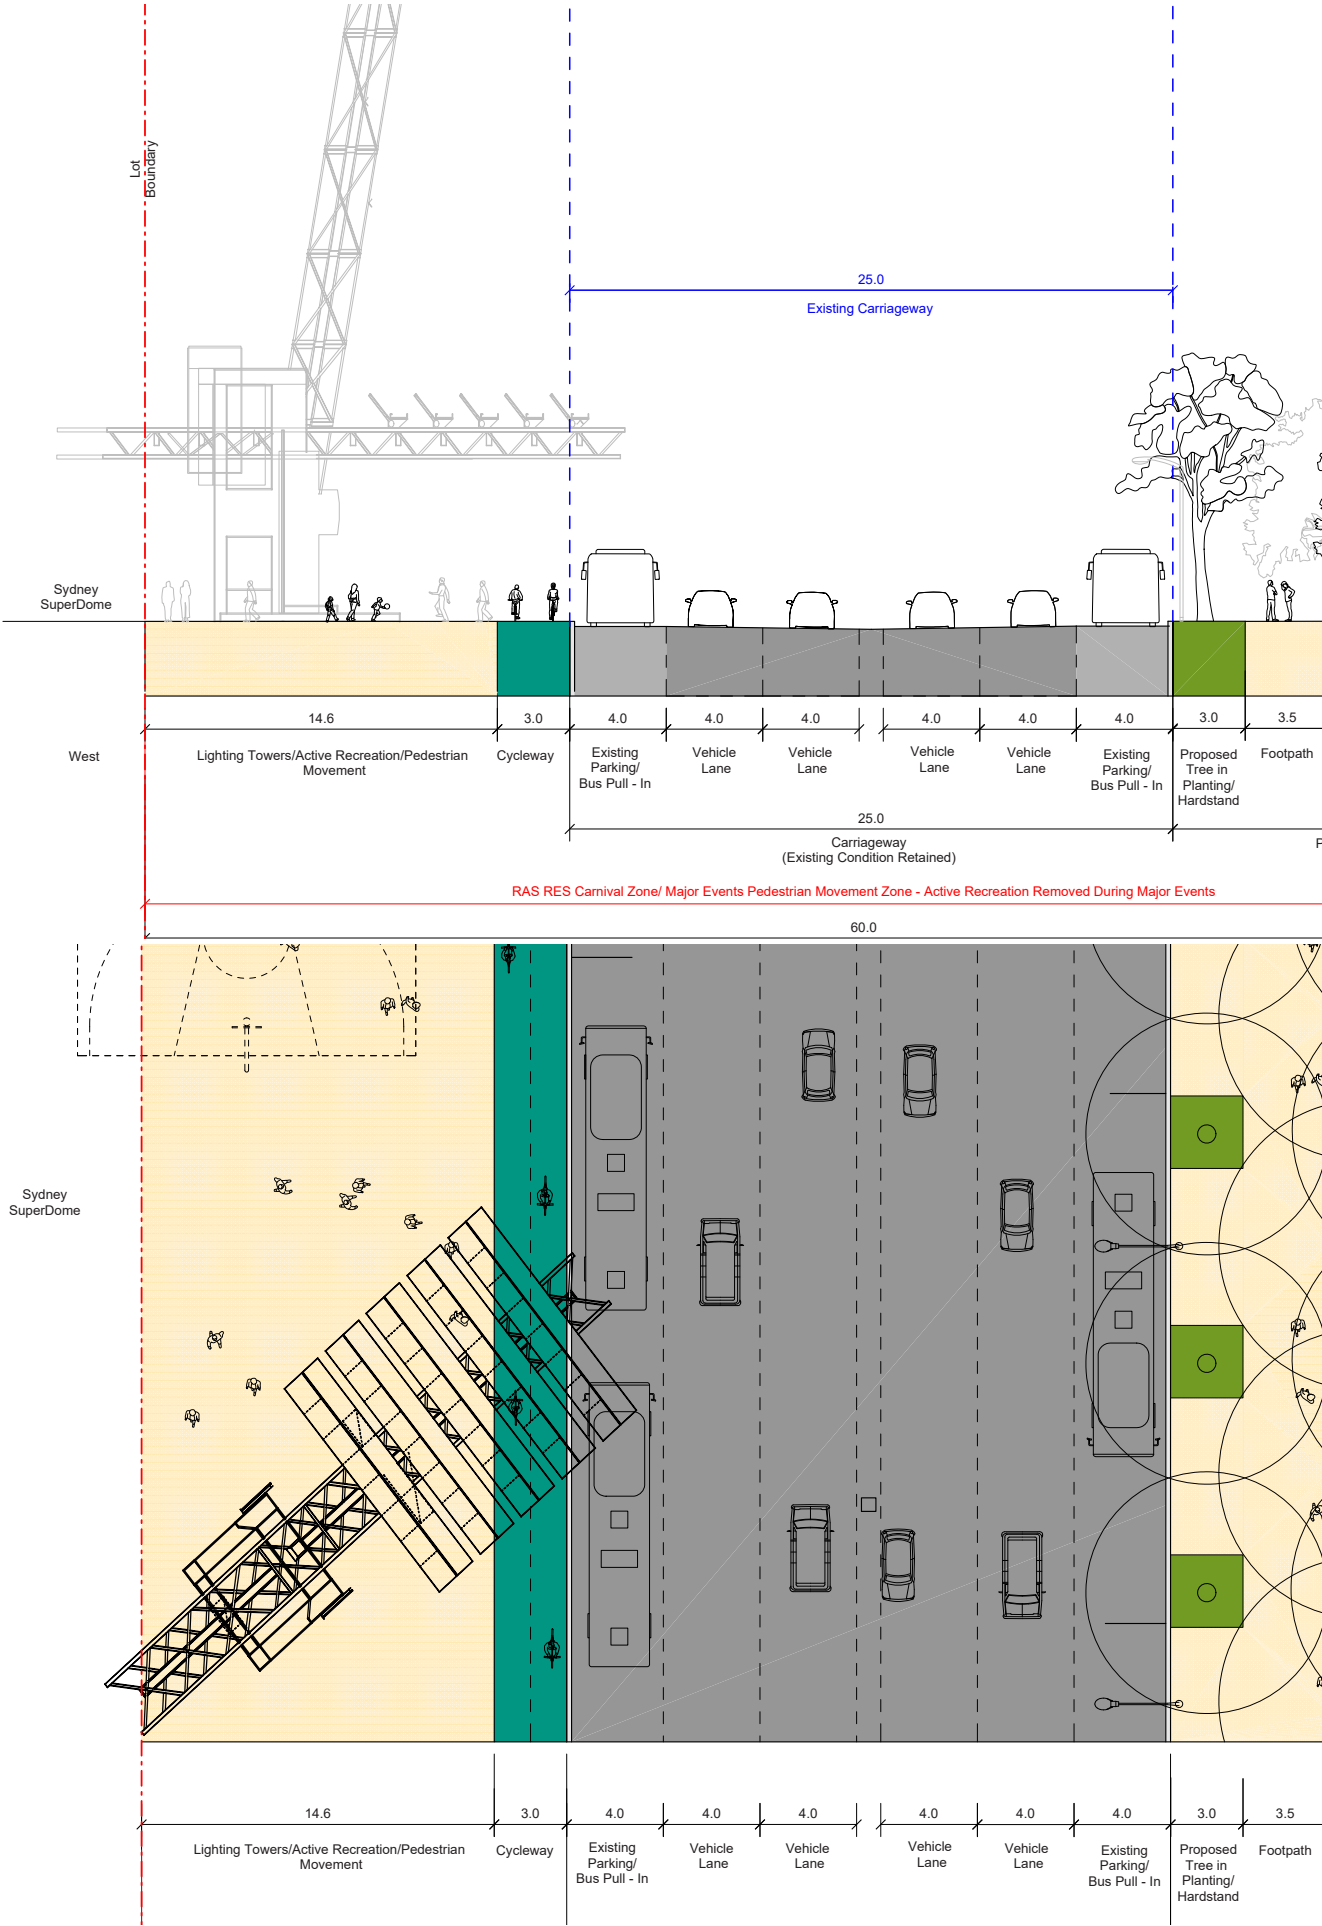 Lot
Boundary
25.0
Existing Carriageway
Sydney
SuperDome
14.6
3.0
4.0
4.0
4.0
4.0
4.0
4.0
3.0
3.5
West
Lighting Towers/Active Recreation/Pedestrian
Movement
Cycleway
Existing
Parking/
Bus Pull - In
Vehicle
Lane
Vehicle
Lane
Vehicle
Lane
Vehicle
Lane
Existing
Parking/
Bus Pull - In
Proposed
Tree in
Planting/
Hardstand
Footpath
25.0
Carriageway
(Existing Condition Retained)
RAS RES Carnival Zone/ Major Events Pedestrian Movement Zone - Active Recreation Removed During Major Events
60.0
Sydney
SuperDome
14.6
3.0
4.0
4.0
4.0
4.0
4.0
4.0
3.0
3.5
Lighting Towers/Active Recreation/Pedestrian
Movement
Cycleway
Existing
Parking/
Bus Pull - In
Vehicle
Lane
Vehicle
Lane
Vehicle
Lane
Vehicle
Lane
Existing
Parking/
Bus Pull - In
Proposed
Tree in
Planting/
Hardstand
Footpath